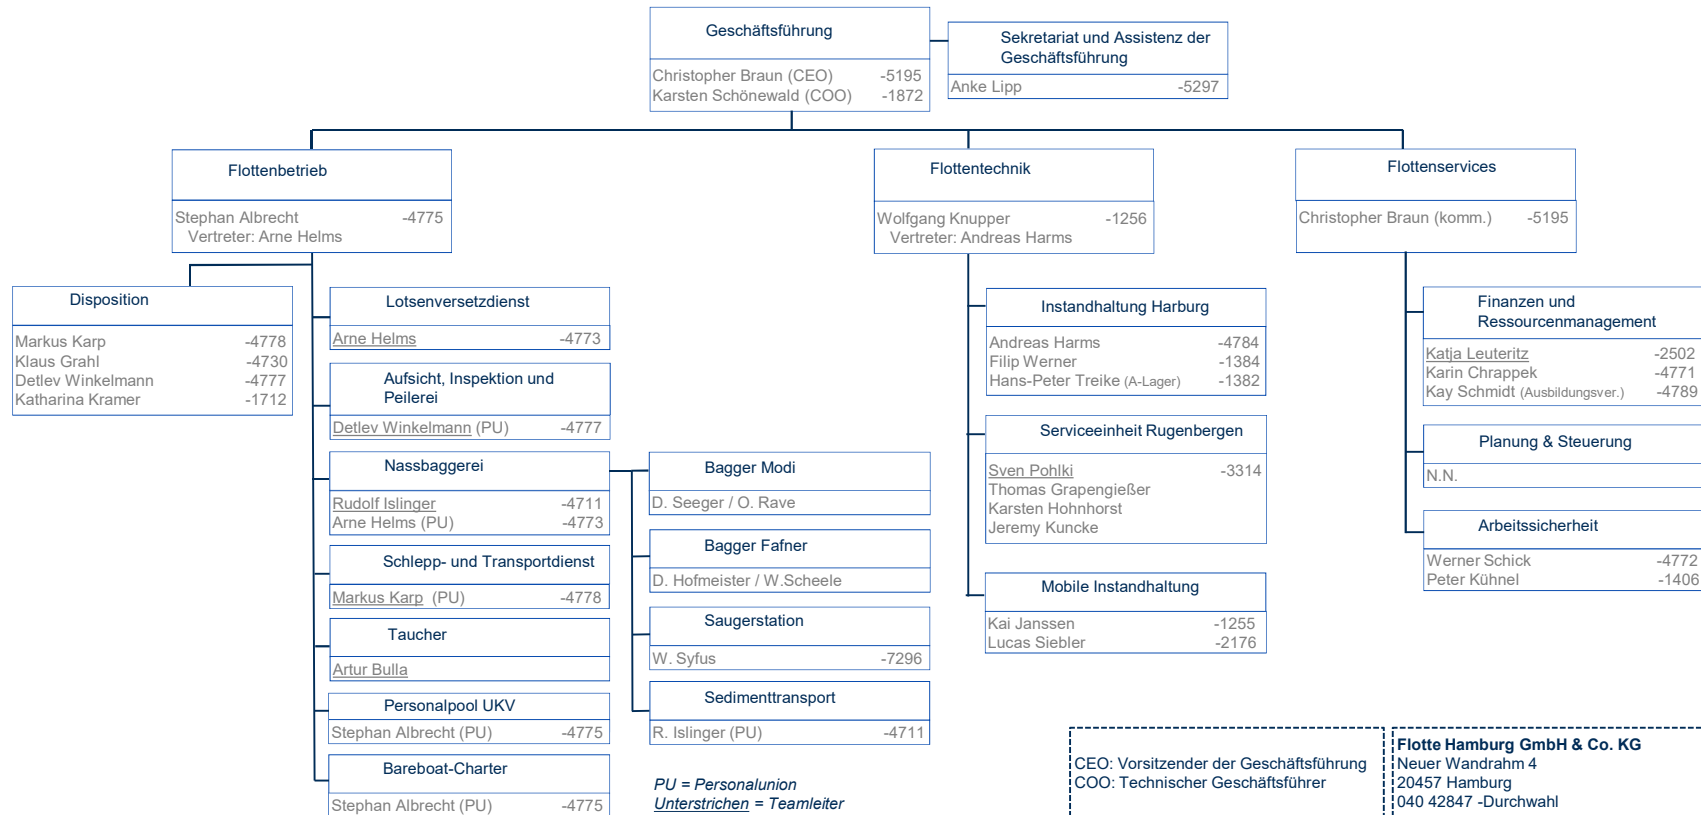 Geschäftsführung
Christopher Braun (CEO) -5195
Karsten Schönewald (COO) -1872
Sekretariat und Assistenz der
Geschäftsführung
Anke Lipp -5297
Flottenbetrieb
Stephan Albrecht -4775
Vertreter: Arne Helms
Flottentechnik
Wolfgang Knupper -1256
Vertreter: Andreas Harms
Flottenservices
Christopher Braun (komm.) -5195
Disposition
Markus Karp -4778
Klaus Grahl -4730
Detlev Winkelmann -4777
Katharina Kramer -1712
Lotsenversetzdienst
Arne Helms -4773
Aufsicht, Inspektion und
Peilerei
Detlev Winkelmann (PU) -4777
Nassbaggerei
Rudolf Islinger -4711
Arne Helms (PU) -4773
Schlepp- und Transportdienst
Markus Karp (PU) -4778
Taucher
Artur Bulla
Personalpool UKV
Stephan Albrecht (PU) -4775
Bareboat-Charter
Stephan Albrecht (PU) -4775
Bagger Modi
D. Seeger / O. Rave
Bagger Fafner
D. Hofmeister / W.Scheele
Saugerstation
W. Syfus -7296
Sedimenttransport
R. Islinger (PU) -4711
PU = Personalunion
Unterstrichen = Teamleiter
Instandhaltung Harburg
Andreas Harms -4784
Filip Werner -1384
Hans-Peter Treike (A-Lager) -1382
Serviceeinheit Rugenbergen
Sven Pohlki -3314
Thomas Grapengießer
Karsten Hohnhorst
Jeremy Kuncke
Mobile Instandhaltung
Kai Janssen -1255
Lucas Siebler -2176
Finanzen und
Ressourcenmanagement
Katja Leuteritz -2502
Karin Chrappek -4771
Kay Schmidt (Ausbildungsver.) -4789
Planung & Steuerung
N.N.
Arbeitssicherheit
Werner Schick -4772
Peter Kühnel -1406
CEO: Vorsitzender der Geschäftsführung
COO: Technischer Geschäftsführer
Flotte Hamburg GmbH & Co. KG
Neuer Wandrahm 4
20457 Hamburg
040 42847 -Durchwahl